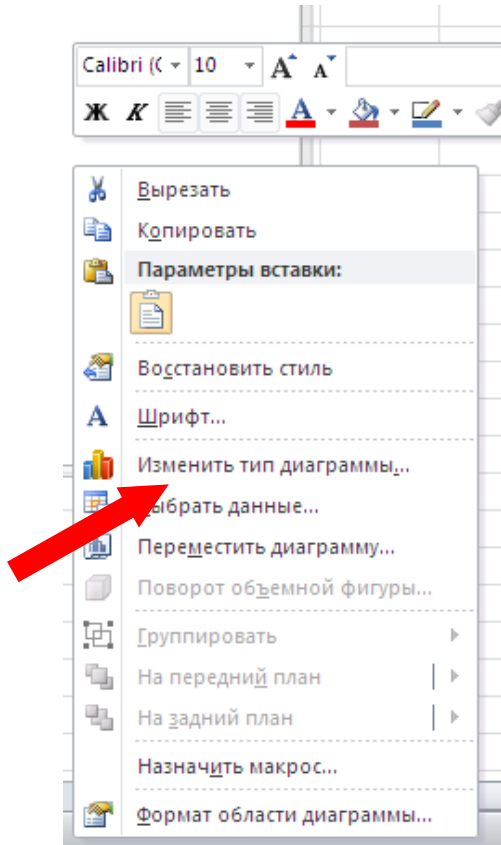 Calibri (C 10 A A
Ж К А
Вырезать
Копировать
Параметры вставки:
Восстановить стиль
А Шрифт...
Изменить тип диаграммы...
данные...
Переместить диаграмму...
Поворот объемной фигуры...
Группировать
На передний план
На задний план
Назначить макрос...
Формат области диаграммы...